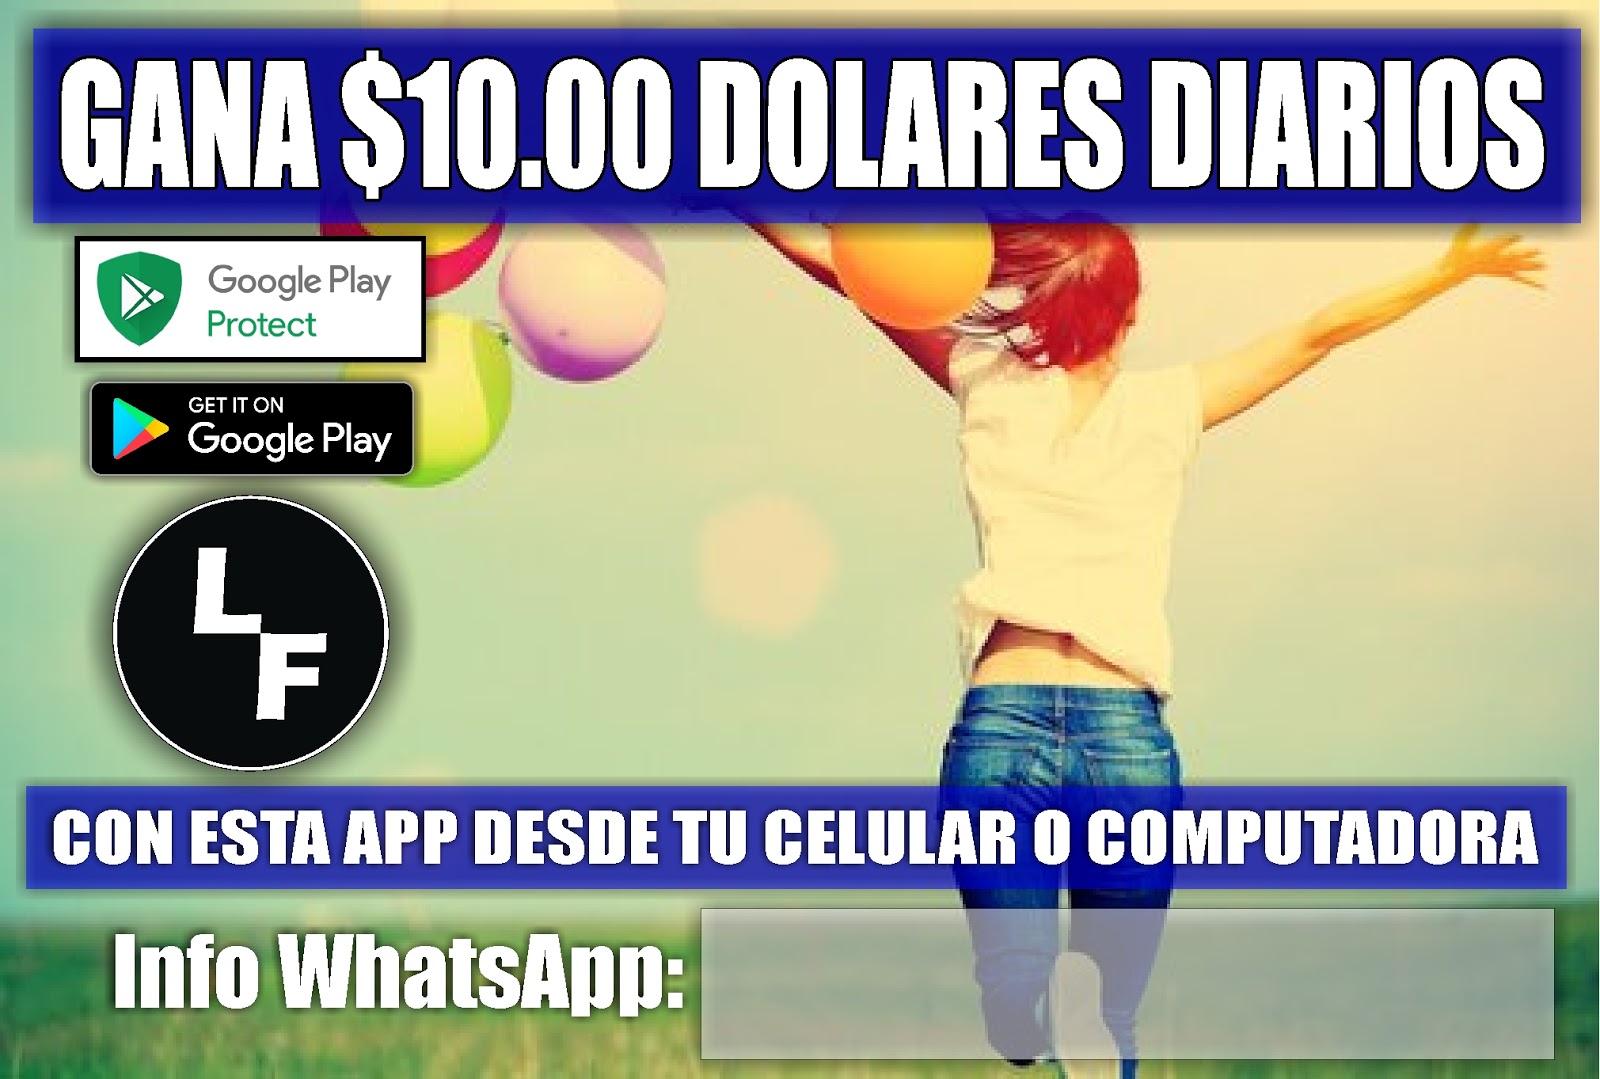 GANA $10.00 DOLARES DIARIOS
Google Play
Protect
GET IT ON
Google Play
L
F
CON ESTA APP DESDE TU CELULAR O COMPUTADORA
Info WhatsApp: